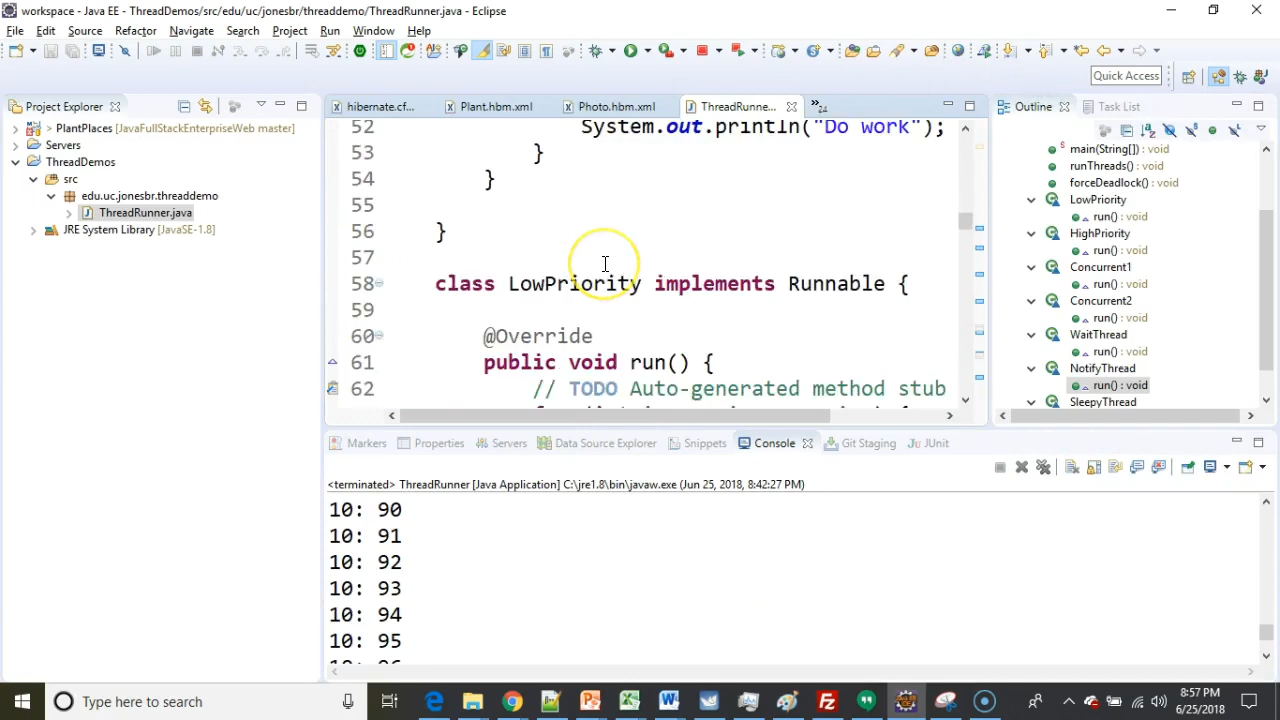 workspace - Java EE - ThreadDemos/src/edu/uc/jonesbr/threaddemo/ThreadRunner.java - Eclipse
File Edit Source Refactor Navigate Search Project Run Window Help
Quick Access
Project Explorer
> PlantPlaces [JavaFullStackEnterpriseWeb master]
Servers
ThreadDemos
src
edu.uc.jonesbr.threaddemo
ThreadRunner.java
JRE System Library [JavaSE-1.8]
hibernate.cf... Plant.hbm.xml Photo.hbm.xml ThreadRunne... »24
52 System.out.println("Do work");
53 }
54 }
55
56 }
57
58 class LowPriority implements Runnable {
59
60 @Override
61 public void run() {
62 // TODO Auto-generated method stub
Outline Task List
main(String[]) : void
runThreads() : void
forceDeadlock() : void
LowPriority
run() : void
HighPriority
run() : void
Concurrent1
run() : void
Concurrent2
run() : void
WaitThread
run() : void
NotifyThread
run() : void
SleepyThread
Markers Properties Servers Data Source Explorer Snippets Console Git Staging JUnit
<terminated> ThreadRunner [Java Application] C:\jre1.8\bin\javaw.exe (Jun 25, 2018, 8:42:27 PM)
10: 90
10: 91
10: 92
10: 93
10: 94
10: 95
Type here to search
8:57 PM
6/25/2018